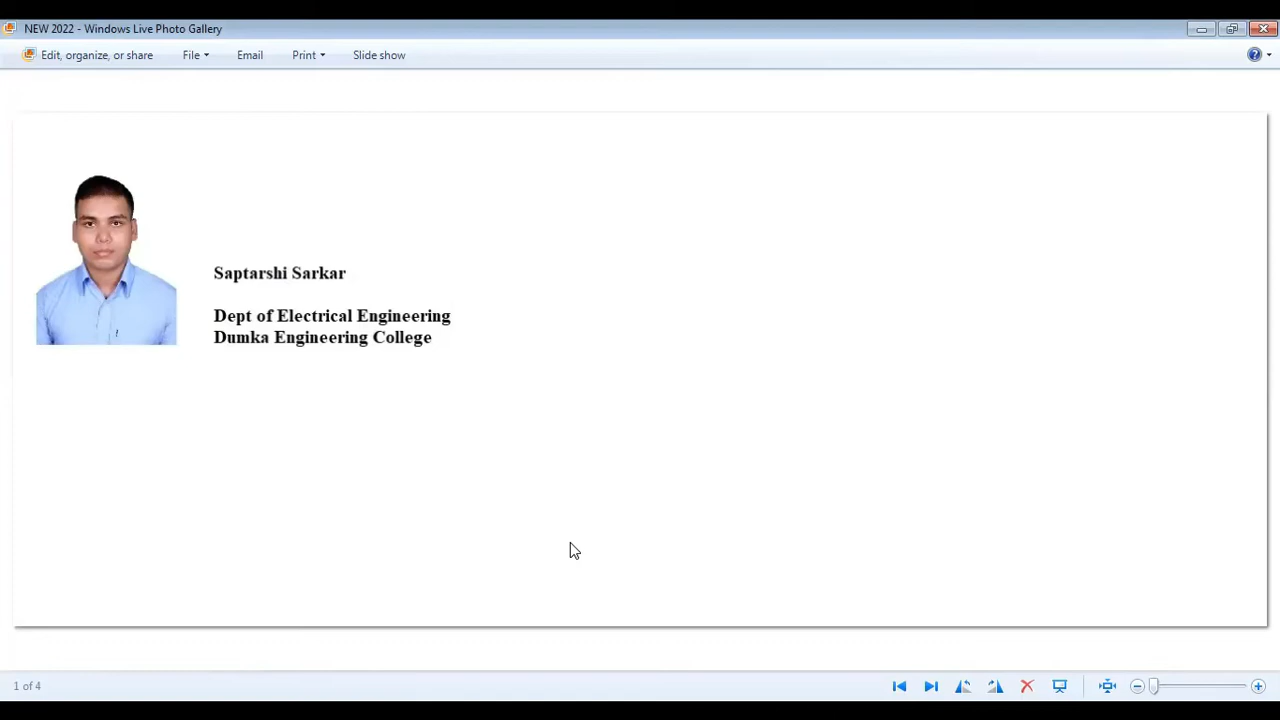 NEW 2022 - Windows Live Photo Gallery
Edit, organize, or share File Email Print Slide show
Saptarshi Sarkar
Dept of Electrical Engineering
Dumka Engineering College
1 of 4